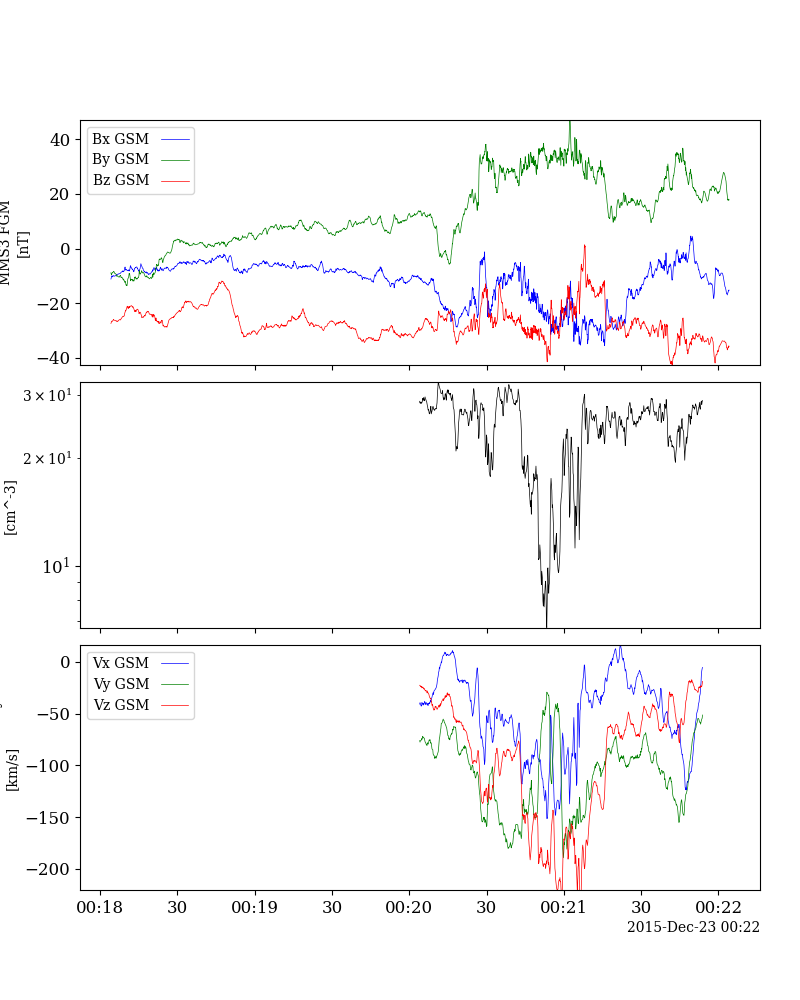 MMS3 FGM
[nT]
40
20
0
−20
−40
Bx GSM
By GSM
Bz GSM
[cm^-3]
3 × 10¹
2 × 10¹
10¹
[km/s]
0
−50
−100
−150
−200
Vx GSM
Vy GSM
Vz GSM
00:18 30 00:19 30 00:20 30 00:21 30 00:22
2015-Dec-23 00:22